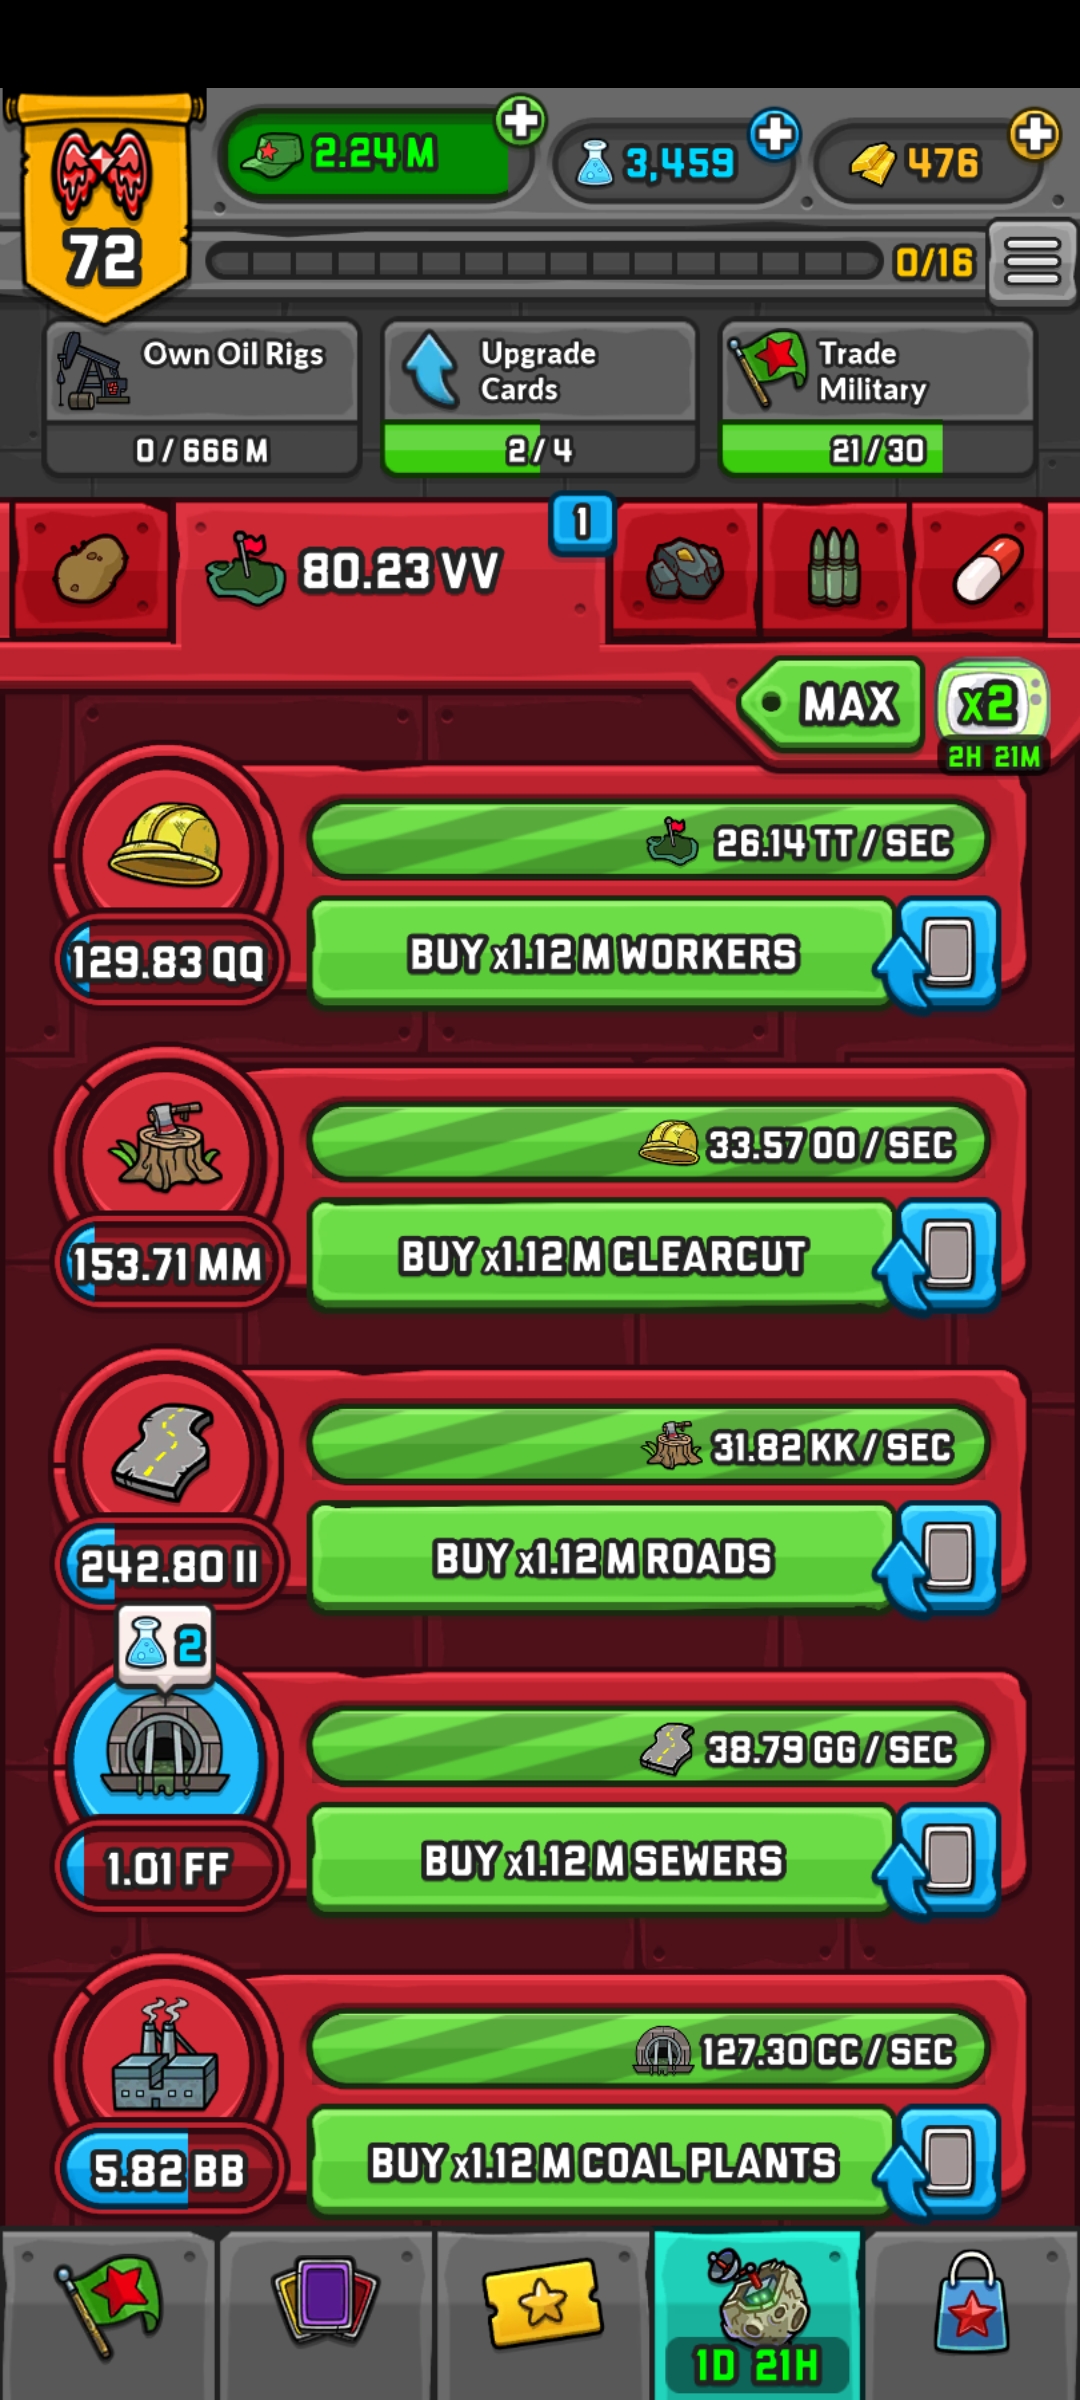 2.24 M
3,459
476
72
0/16
Own Oil Rigs
0 / 666 M
Upgrade
Cards
2 / 4
Trade
Military
21 / 30
1
80.23 VV
MAX
x2
2H 21M
26.14 TT / SEC
BUY x1.12 M WORKERS
129.83 QQ
33.57 OO / SEC
BUY x1.12 M CLEARCUT
153.71 MM
31.82 KK / SEC
BUY x1.12 M ROADS
242.80 II
2
38.79 GG / SEC
BUY x1.12 M SEWERS
1.01 FF
127.30 CC / SEC
BUY x1.12 M COAL PLANTS
5.82 BB
1D 21H